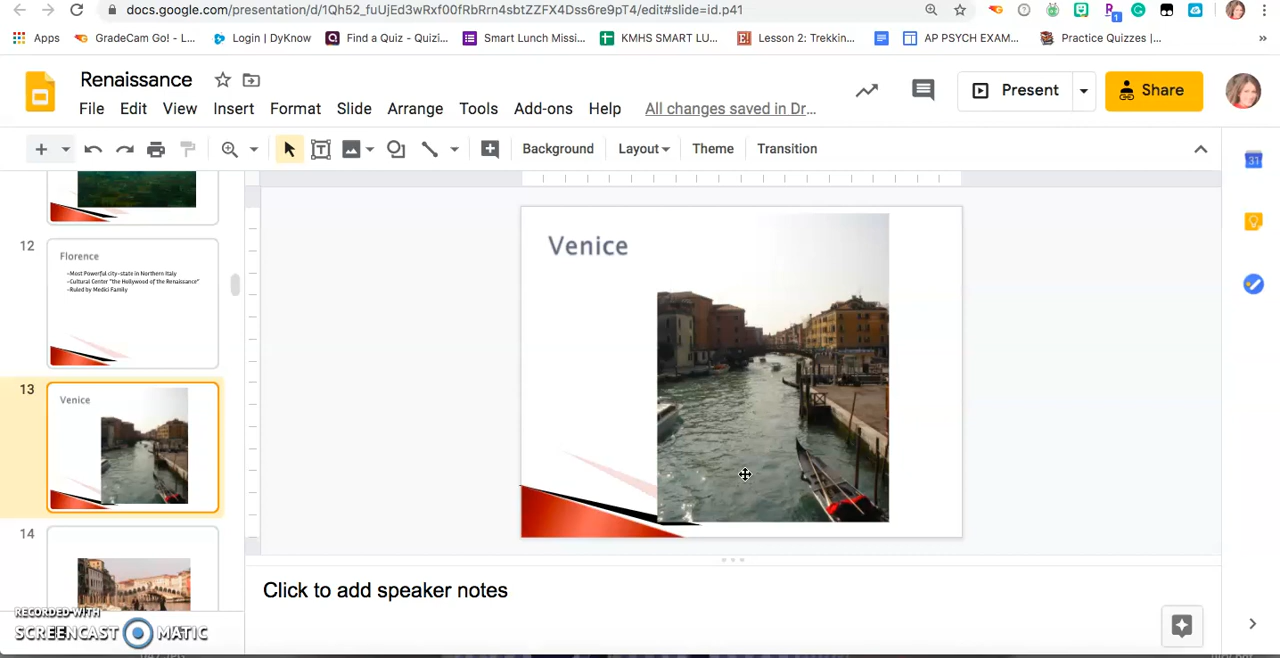 docs.google.com/presentation/d/1Qh52_fuUjEd3wRxf00fRbRrn4sbtZZFX4Dss6re9pT4/edit#slide=id.p41
Apps GradeCam Go! - L... Login | DyKnow Find a Quiz - Quizi... Smart Lunch Missi... KMHS SMART LU... Lesson 2: Trekkin... AP PSYCH EXAM... Practice Quizzes |... »
Renaissance
File Edit View Insert Format Slide Arrange Tools Add-ons Help All changes saved in Dr...
Present Share
Background Layout Theme Transition
31
12
Florence
-Most Powerful city-state in Northern Italy
-Cultural Center "the Hollywood of the Renaissance"
-Ruled by Medici Family
13
Venice
14
Venice
Click to add speaker notes
RECORDED WITH
SCREENCAST MATIC